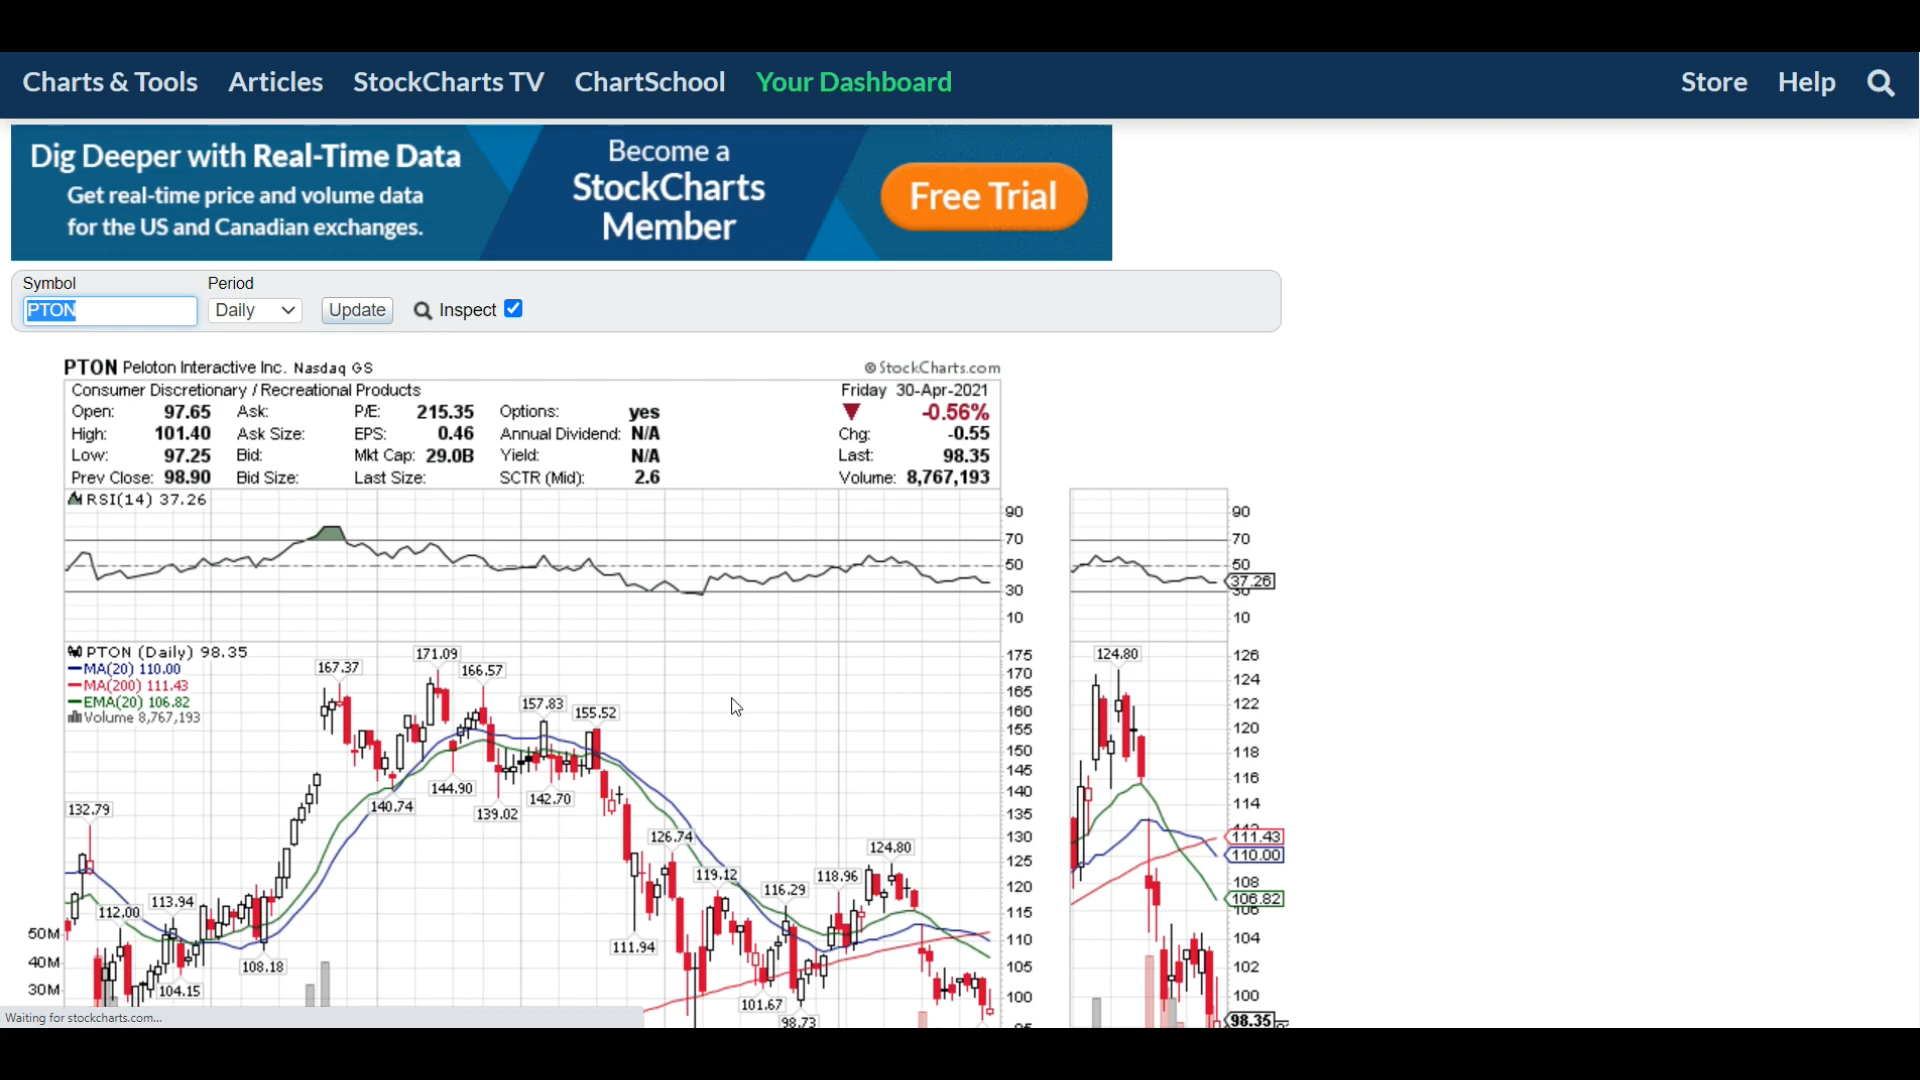 Charts & Tools Articles StockCharts TV ChartSchool Your Dashboard Store Help
Dig Deeper with Real-Time Data
Get real-time price and volume data
for the US and Canadian exchanges.
Become a
StockCharts
Member
Free Trial
Symbol Period
PTON Daily Update Inspect
PTON Peloton Interactive Inc. Nasdaq GS © StockCharts.com
Consumer Discretionary / Recreational Products Friday 30-Apr-2021
Open: 97.65 Ask: P/E: 215.35 Options: yes -0.56%
High: 101.40 Ask Size: EPS: 0.46 Annual Dividend: N/A Chg: -0.55
Low: 97.25 Bid: Mkt Cap: 29.0B Yield: N/A Last: 98.35
Prev Close: 98.90 Bid Size: Last Size: SCTR (Mid): 2.6 Volume: 8,767,193
RSI(14) 37.26
90 90
70 70
50 50
37.26
30 30
10 10
PTON (Daily) 98.35
MA(20) 110.00
MA(200) 111.43
EMA(20) 106.82
Volume 8,767,193
167.37 171.09 166.57 157.83 155.52
140.74 144.90 139.02 142.70
132.79 126.74 124.80
112.00 113.94 119.12 116.29 118.96
111.94
108.18
104.15 101.67
98.73
175
170
165
160
155
150
145
140
135
130
125
120
115
110
105
100
95
50M
40M
30M
124.80
126
124
122
120
118
116
114
112
111.43
110.00
108
106.82
106
104
102
100
98.35
Waiting for stockcharts.com...